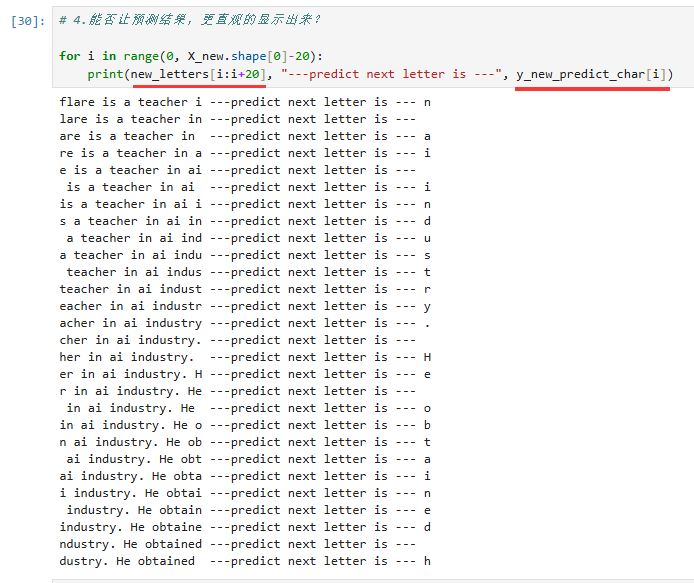 [30]: # 4.能否让预测结果，更直观的显示出来？
for i in range(0, X_new.shape[0]-20):
    print(new_letters[i:i+20], "---predict next letter is ---", y_new_predict_char[i])
flare is a teacher i ---predict next letter is --- n
lare is a teacher in ---predict next letter is ---
are is a teacher in  ---predict next letter is --- a
re is a teacher in a ---predict next letter is --- i
e is a teacher in ai ---predict next letter is ---
 is a teacher in ai  ---predict next letter is --- i
is a teacher in ai i ---predict next letter is --- n
s a teacher in ai in ---predict next letter is --- d
 a teacher in ai ind ---predict next letter is --- u
a teacher in ai indu ---predict next letter is --- s
 teacher in ai indus ---predict next letter is --- t
teacher in ai indust ---predict next letter is --- r
eacher in ai industr ---predict next letter is --- y
acher in ai industry ---predict next letter is --- .
cher in ai industry. ---predict next letter is ---
her in ai industry.  ---predict next letter is --- H
er in ai industry. H ---predict next letter is --- e
r in ai industry. He ---predict next letter is ---
 in ai industry. He  ---predict next letter is --- o
in ai industry. He o ---predict next letter is --- b
n ai industry. He ob ---predict next letter is --- t
 ai industry. He obt ---predict next letter is --- a
ai industry. He obta ---predict next letter is --- i
i industry. He obtai ---predict next letter is --- n
 industry. He obtain ---predict next letter is --- e
industry. He obtaine ---predict next letter is --- d
ndustry. He obtained ---predict next letter is ---
dustry. He obtained  ---predict next letter is --- h